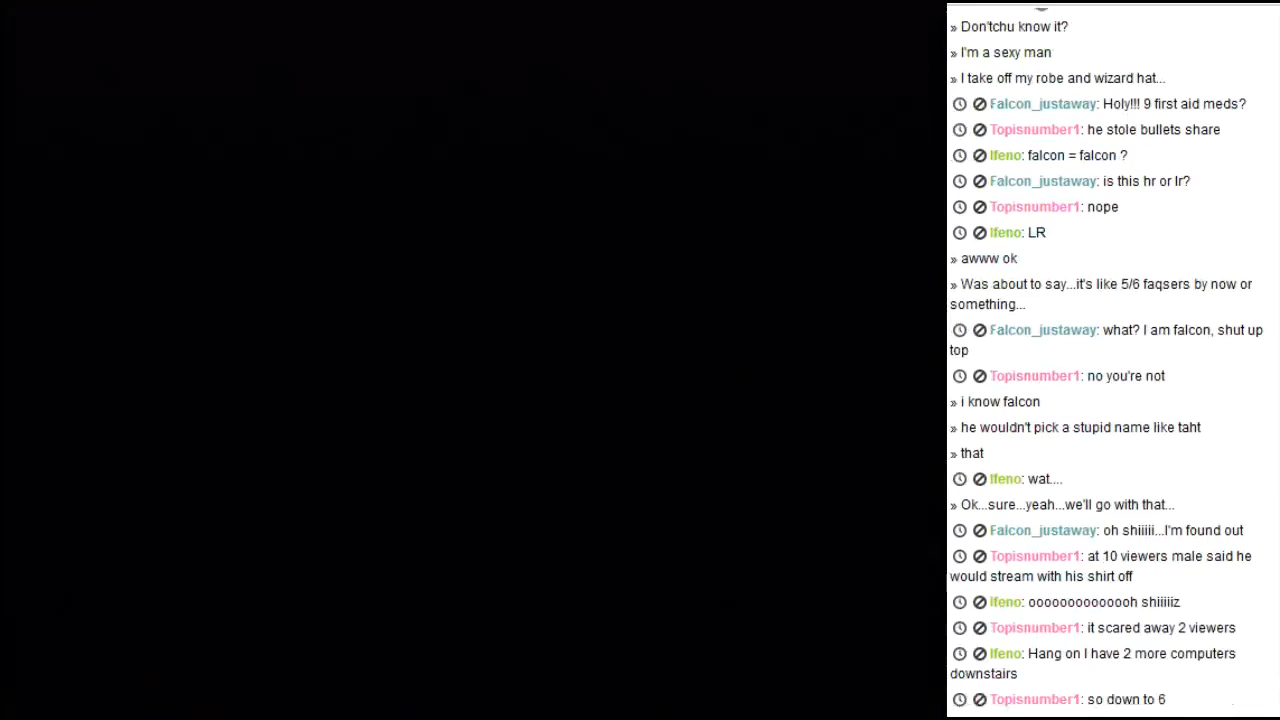 » Don'tchu know it?
» I'm a sexy man
» I take off my robe and wizard hat...
Falcon_justaway: Holy!!! 9 first aid meds?
Topisnumber1: he stole bullets share
lfeno: falcon = falcon ?
Falcon_justaway: is this hr or lr?
Topisnumber1: nope
lfeno: LR
» awww ok
» Was about to say...it's like 5/6 faqsers by now or
something...
Falcon_justaway: what? I am falcon, shut up
top
Topisnumber1: no you're not
» i know falcon
» he wouldn't pick a stupid name like taht
» that
lfeno: wat....
» Ok...sure...yeah...we'll go with that...
Falcon_justaway: oh shiiiii...I'm found out
Topisnumber1: at 10 viewers male said he
would stream with his shirt off
lfeno: oooooooooooooh shiiiiiz
Topisnumber1: it scared away 2 viewers
lfeno: Hang on I have 2 more computers
downstairs
Topisnumber1: so down to 6